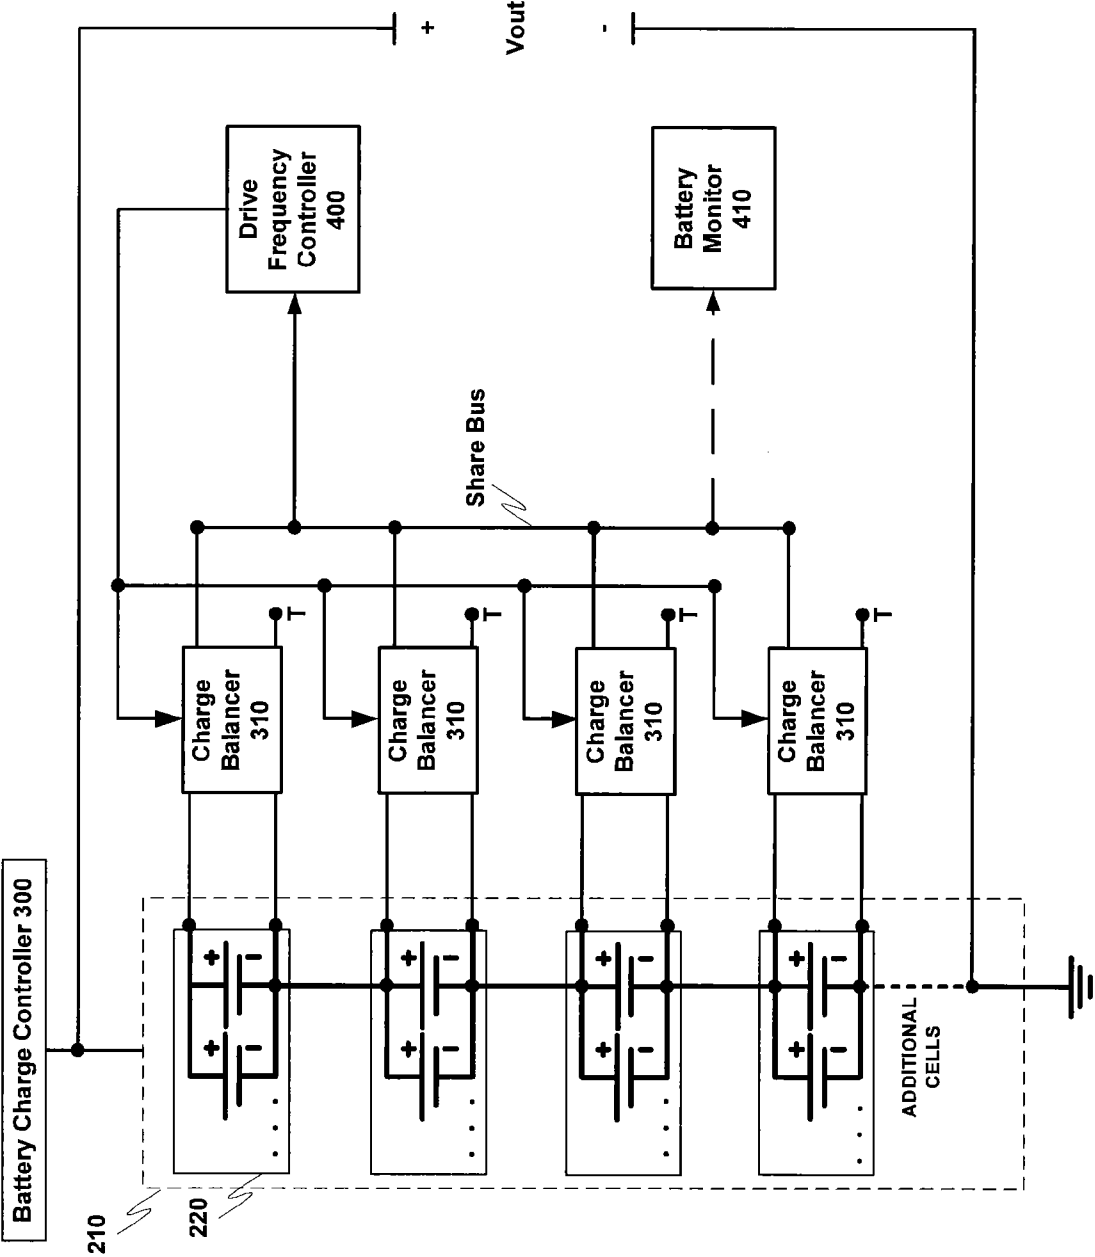 Battery Charge Controller 300
210
220
+
-
+
-
+
-
+
-
+
-
+
-
+
-
+
-
ADDITIONAL
CELLS
Charge
Balancer
310
T
Charge
Balancer
310
T
Charge
Balancer
310
T
Charge
Balancer
310
T
Share Bus
Drive
Frequency
Controller
400
Battery
Monitor
410
+
Vout
-